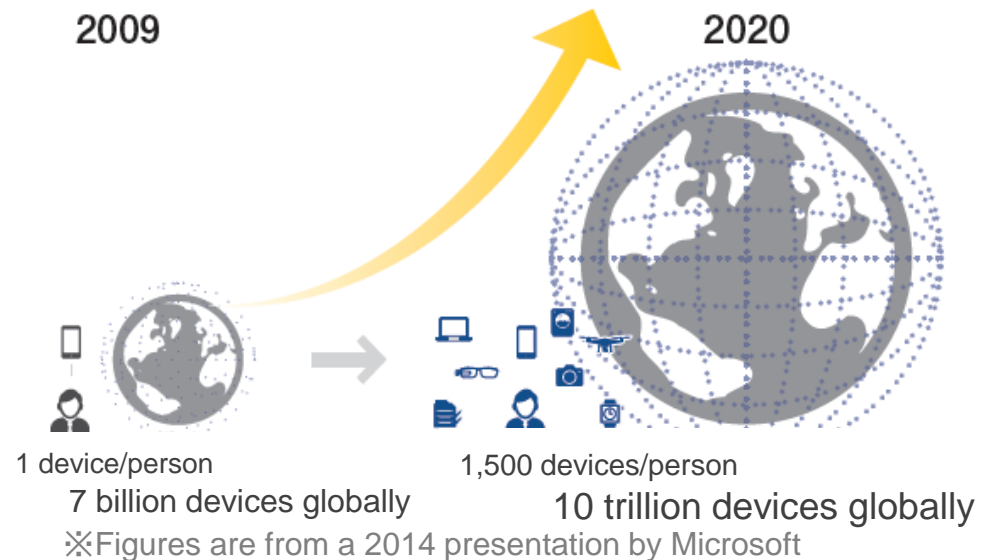 2009
2020
1 device/person
1,500 devices/person
7 billion devices globally
10 trillion devices globally
※Figures are from a 2014 presentation by Microsoft